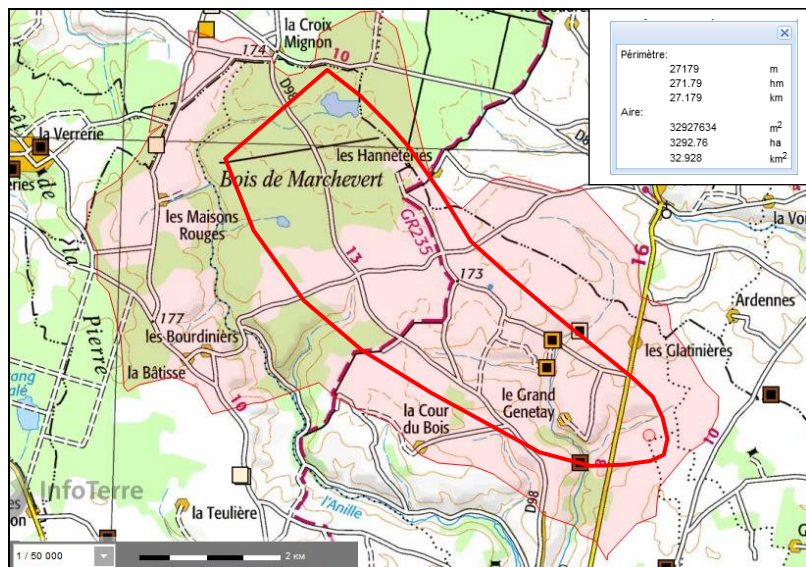 la Croix
Mignon
174
10
D98
la Verrerie
Périmètre:
27179 m
271.79 hm
27.179 km
Aire:
32927634 m²
3292.76 ha
32.928 km²
les Hanneteries
Bois de Marchevert
les Maisons
Rouges
GR235
13
16
173
Ardennes
de
la
Pierre
177
les Bourdiniers
la Bâtisse
les Glatinières
le Grand
Genetay
la Cour
du Bois
10
10
InfoTerre
la Teulière
l'Anille
D98
1 / 50 000
2 KM